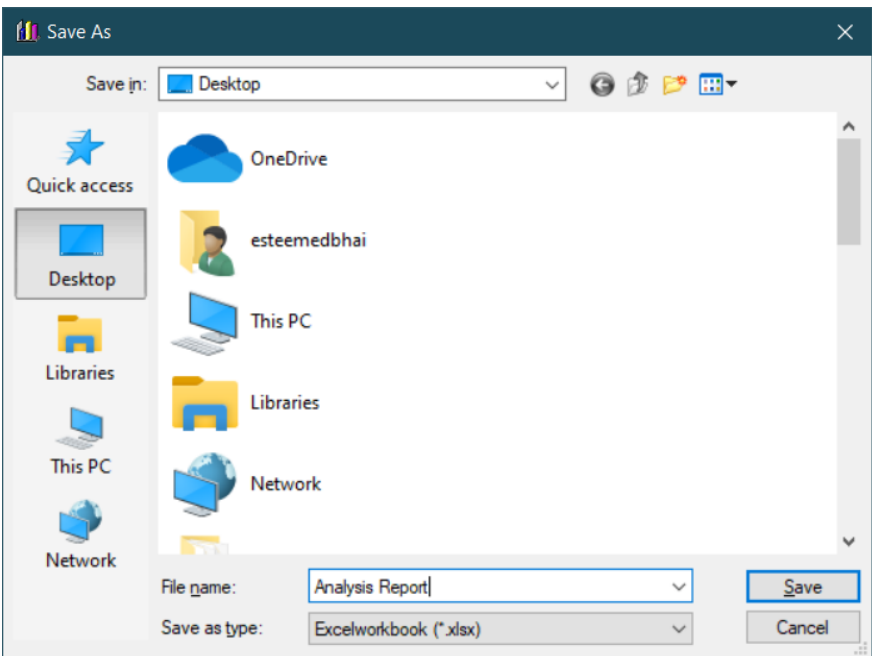 Save As
Save in: Desktop
Quick access
Desktop
Libraries
This PC
Network
OneDrive
esteemedbhai
This PC
Libraries
Network
File name: Analysis Report Save
Save as type: Excelworkbook (*.xlsx) Cancel